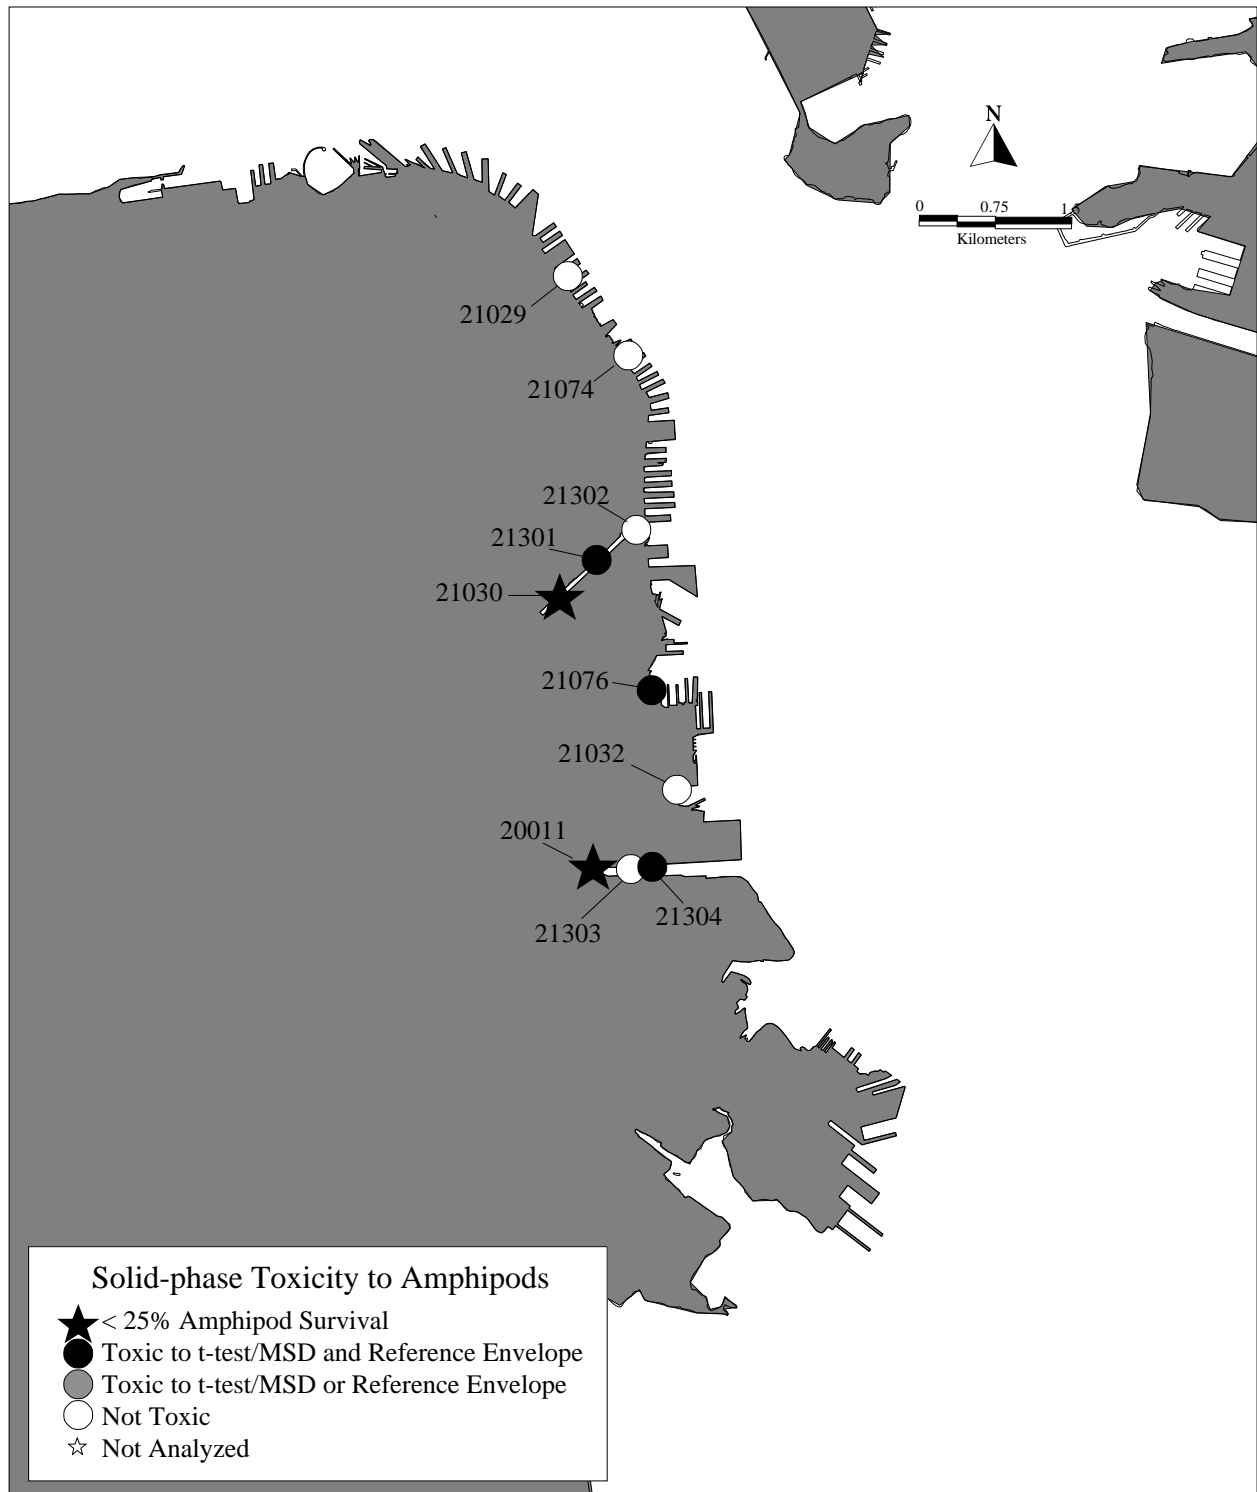 N
0 0.75 1.5
Kilometers
21029
21074
21302
21301
21030
21076
21032
20011
21304
21303
Solid-phase Toxicity to Amphipods
< 25% Amphipod Survival
Toxic to t-test/MSD and Reference Envelope
Toxic to t-test/MSD or Reference Envelope
Not Toxic
Not Analyzed